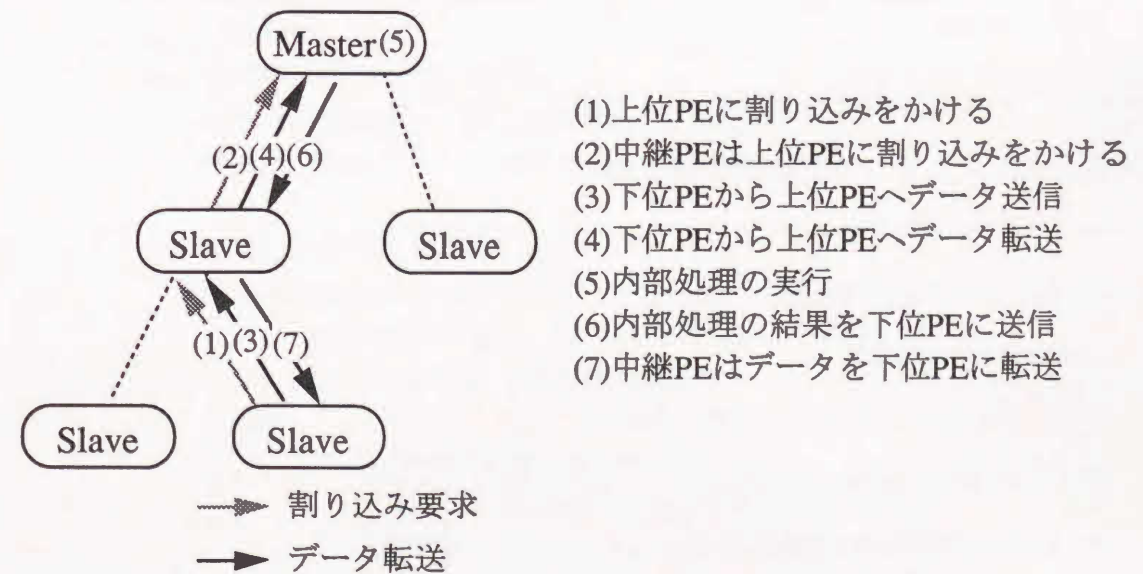 Master(5)
(1)上位PEに割り込みをかける
(2)中継PEは上位PEに割り込みをかける
(3)下位PEから上位PEへデータ送信
(4)下位PEから上位PEへデータ転送
(5)内部処理の実行
(6)内部処理の結果を下位PEに送信
(7)中継PEはデータを下位PEに転送
(2)(4)(6)
Slave
Slave
(1)(3)(7)
Slave
Slave
割り込み要求
データ転送